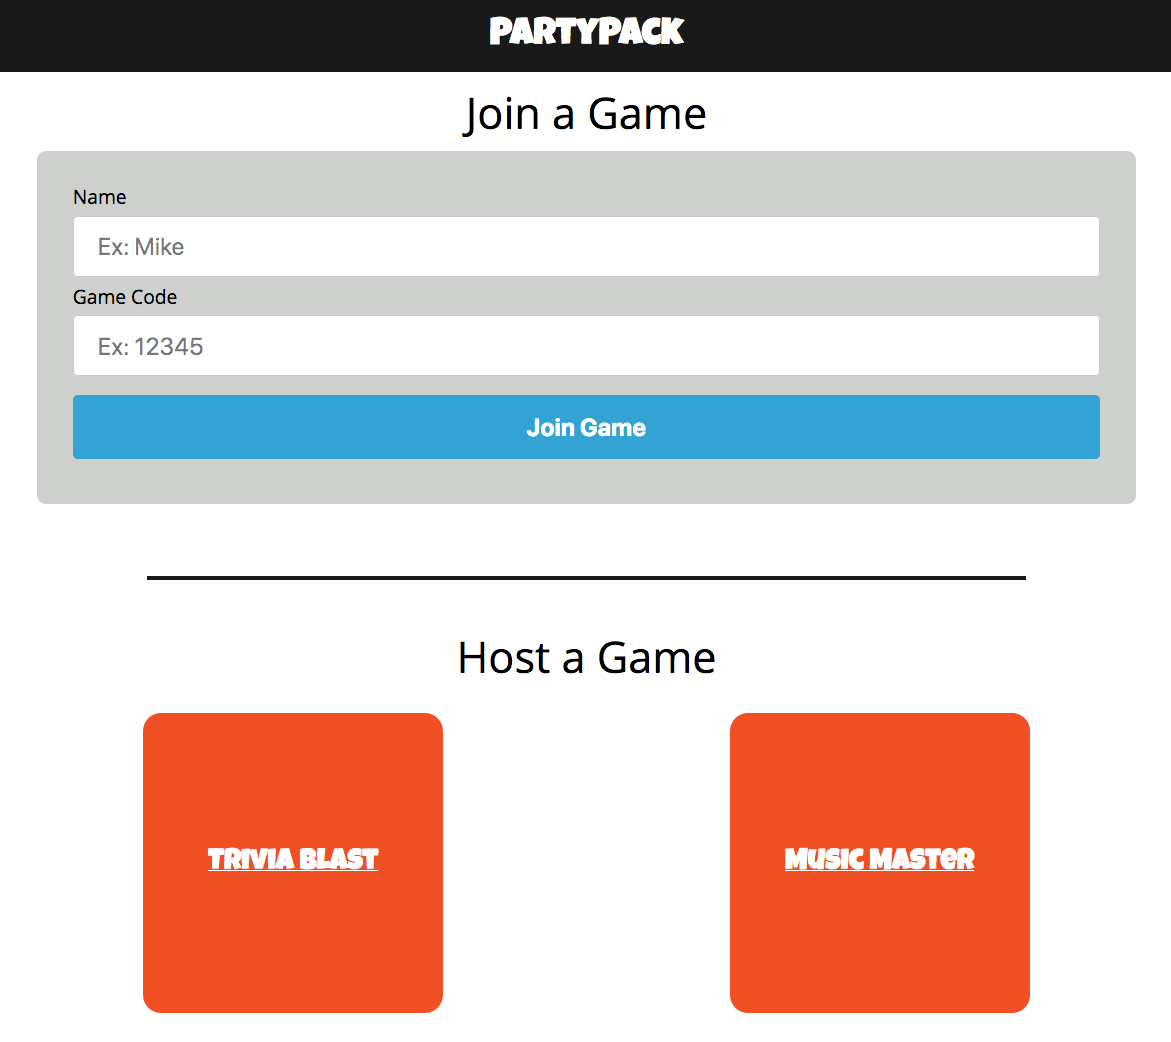 PARTYPACK
Join a Game
Name
Ex: Mike
Game Code
Ex: 12345
Join Game
Host a Game
TRIVIA BLAST
MUSIC MASTER